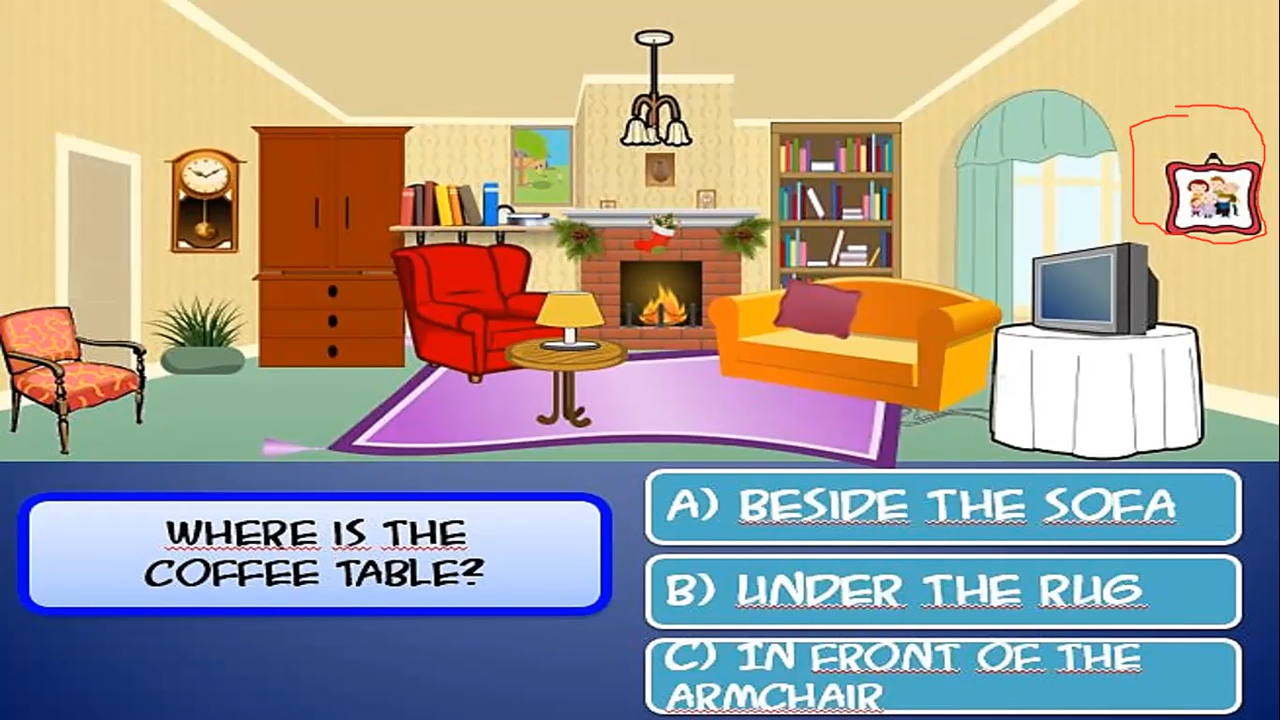 WHERE IS THE
COFFEE TABLE?
A) BESIDE THE SOFA
B) UNDER THE RUG
C) IN FRONT OF THE
ARMCHAIR